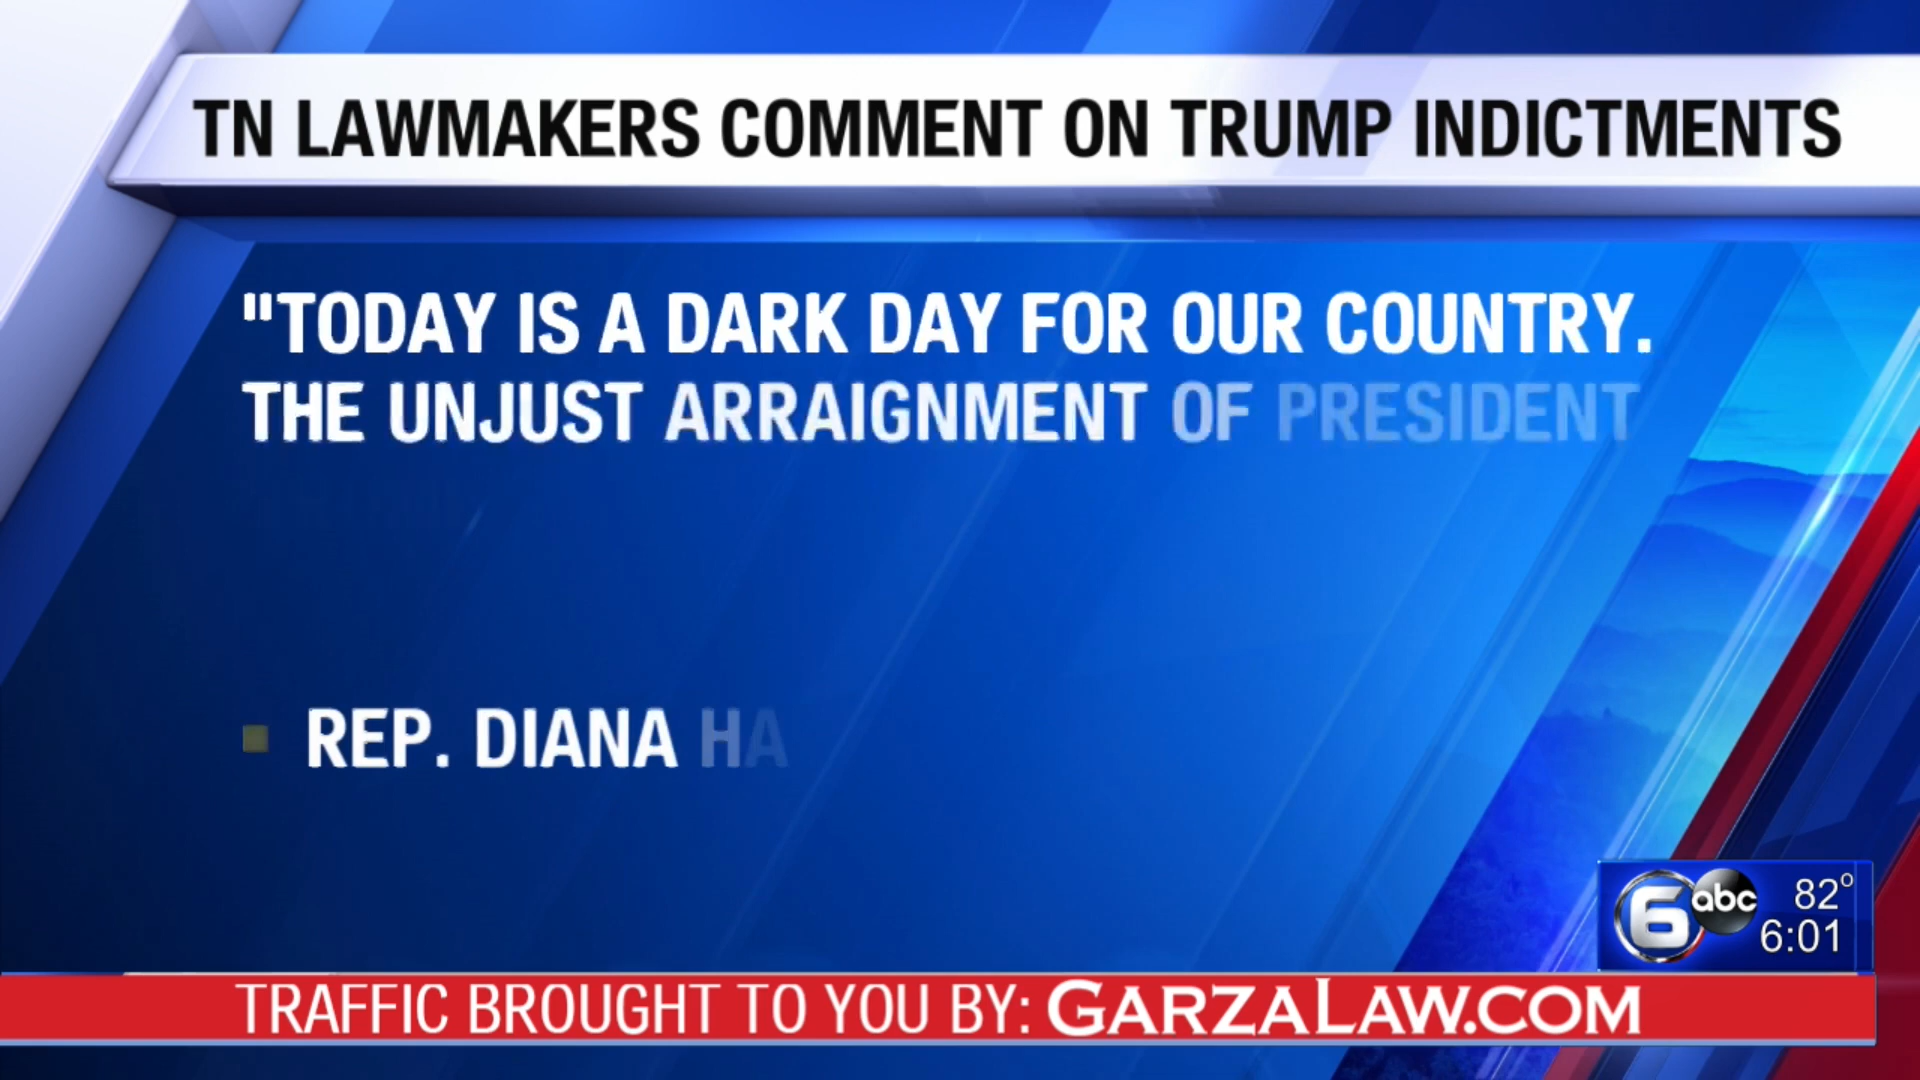 TN LAWMAKERS COMMENT ON TRUMP INDICTMENTS
"TODAY IS A DARK DAY FOR OUR COUNTRY.
THE UNJUST ARRAIGNMENT OF PRESIDENT
REP. DIANA HA
6 abc 82°
6:01
TRAFFIC BROUGHT TO YOU BY: GARZALAW.COM